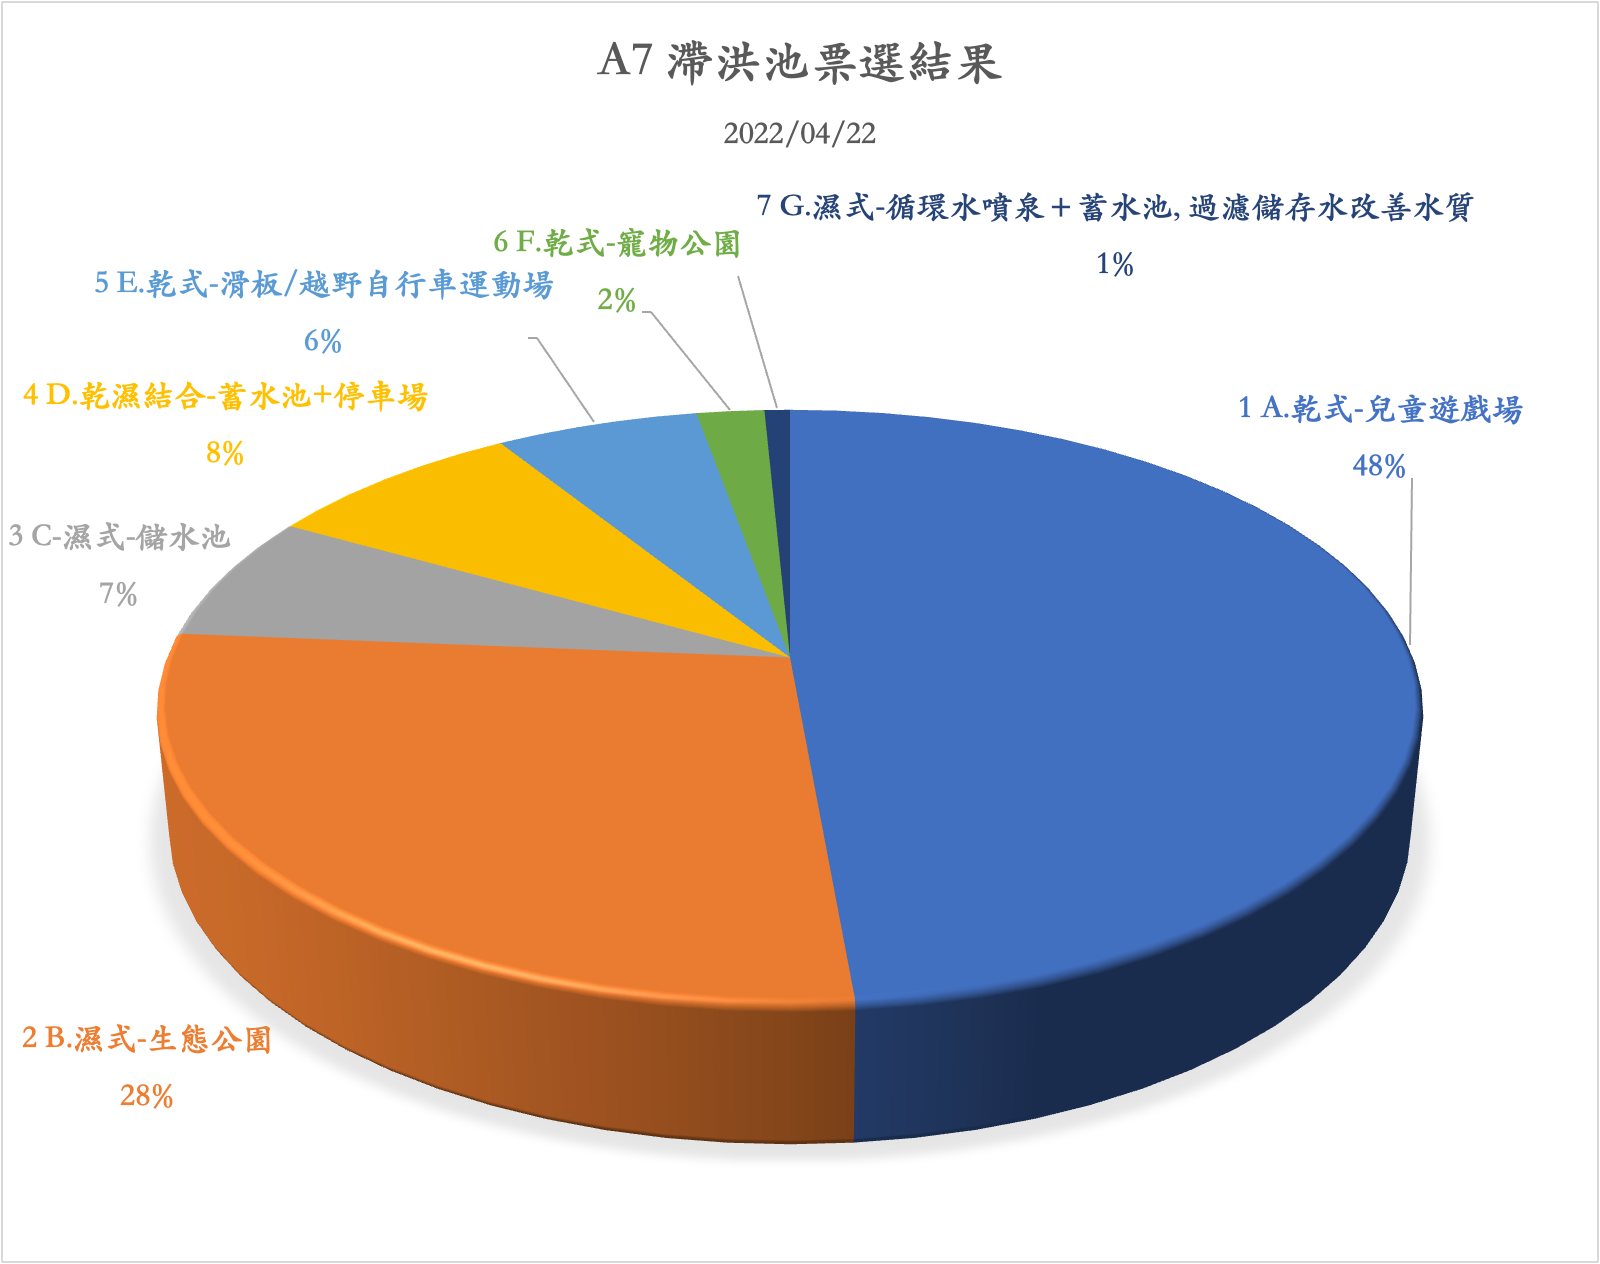 A7 滯洪池票選結果
2022/04/22
7 G.濕式-循環水噴泉+蓄水池, 過濾儲存水改善水質
1%
6 F.乾式-寵物公園
2%
5 E.乾式-滑板/越野自行車運動場
6%
4 D.乾濕結合-蓄水池+停車場
8%
1 A.乾式-兒童遊戲場
48%
3 C-濕式-儲水池
7%
2 B.濕式-生態公園
28%